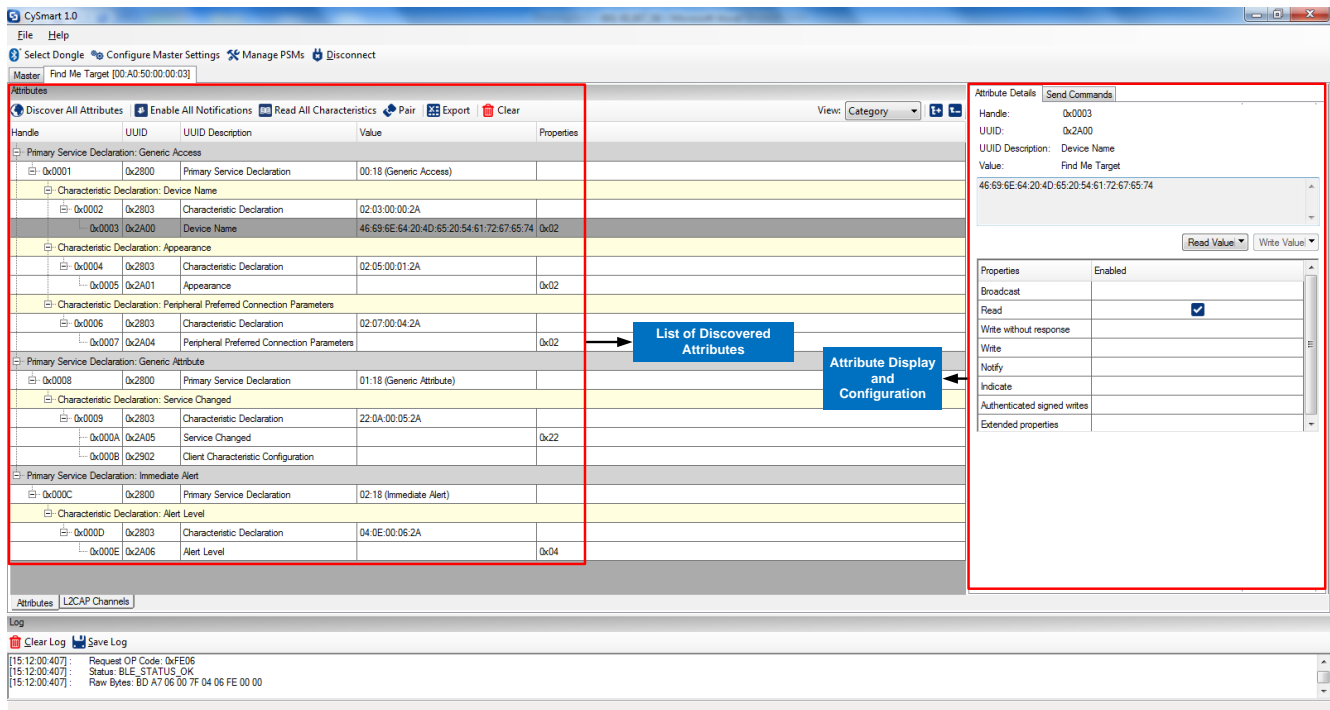 CySmart 1.0
File Help
Select Dongle Configure Master Settings Manage PSMs Disconnect
Master Find Me Target [00:A0:50:00:00:03]
Attributes
Discover All Attributes Enable All Notifications Read All Characteristics Pair Export Clear View: Category
Handle UUID UUID Description Value Properties
Primary Service Declaration: Generic Access
0x0001 0x2800 Primary Service Declaration 00:18 (Generic Access)
Characteristic Declaration: Device Name
0x0002 0x2803 Characteristic Declaration 02:03:00:00:2A
0x0003 0x2A00 Device Name 46:69:6E:64:20:4D:65:20:54:61:72:67:65:74 0x02
Characteristic Declaration: Appearance
0x0004 0x2803 Characteristic Declaration 02:05:00:01:2A
0x0005 0x2A01 Appearance 0x02
Characteristic Declaration: Peripheral Preferred Connection Parameters
0x0006 0x2803 Characteristic Declaration 02:07:00:04:2A
0x0007 0x2A04 Peripheral Preferred Connection Parameters 0x02
Primary Service Declaration: Generic Attribute
0x0008 0x2800 Primary Service Declaration 01:18 (Generic Attribute)
Characteristic Declaration: Service Changed
0x0009 0x2803 Characteristic Declaration 22:0A:00:05:2A
0x000A 0x2A05 Service Changed 0x22
0x000B 0x2902 Client Characteristic Configuration
Primary Service Declaration: Immediate Alert
0x000C 0x2800 Primary Service Declaration 02:18 (Immediate Alert)
Characteristic Declaration: Alert Level
0x000D 0x2803 Characteristic Declaration 04:0E:00:06:2A
0x000E 0x2A06 Alert Level 0x04
List of Discovered
Attributes
Attribute Display
and
Configuration
Attribute Details Send Commands
Handle: 0x0003
UUID: 0x2A00
UUID Description: Device Name
Value: Find Me Target
46:69:6E:64:20:4D:65:20:54:61:72:67:65:74
Read Value Write Value
Properties Enabled
Broadcast
Read
Write without response
Write
Notify
Indicate
Authenticated signed writes
Extended properties
Attributes L2CAP Channels
Log
Clear Log Save Log
[15:12:00:407] : Request OP Code: 0xFE06
[15:12:00:407] : Status: BLE_STATUS_OK
[15:12:00:407] : Raw Bytes: BD A7 06 00 7F 04 06 FE 00 00